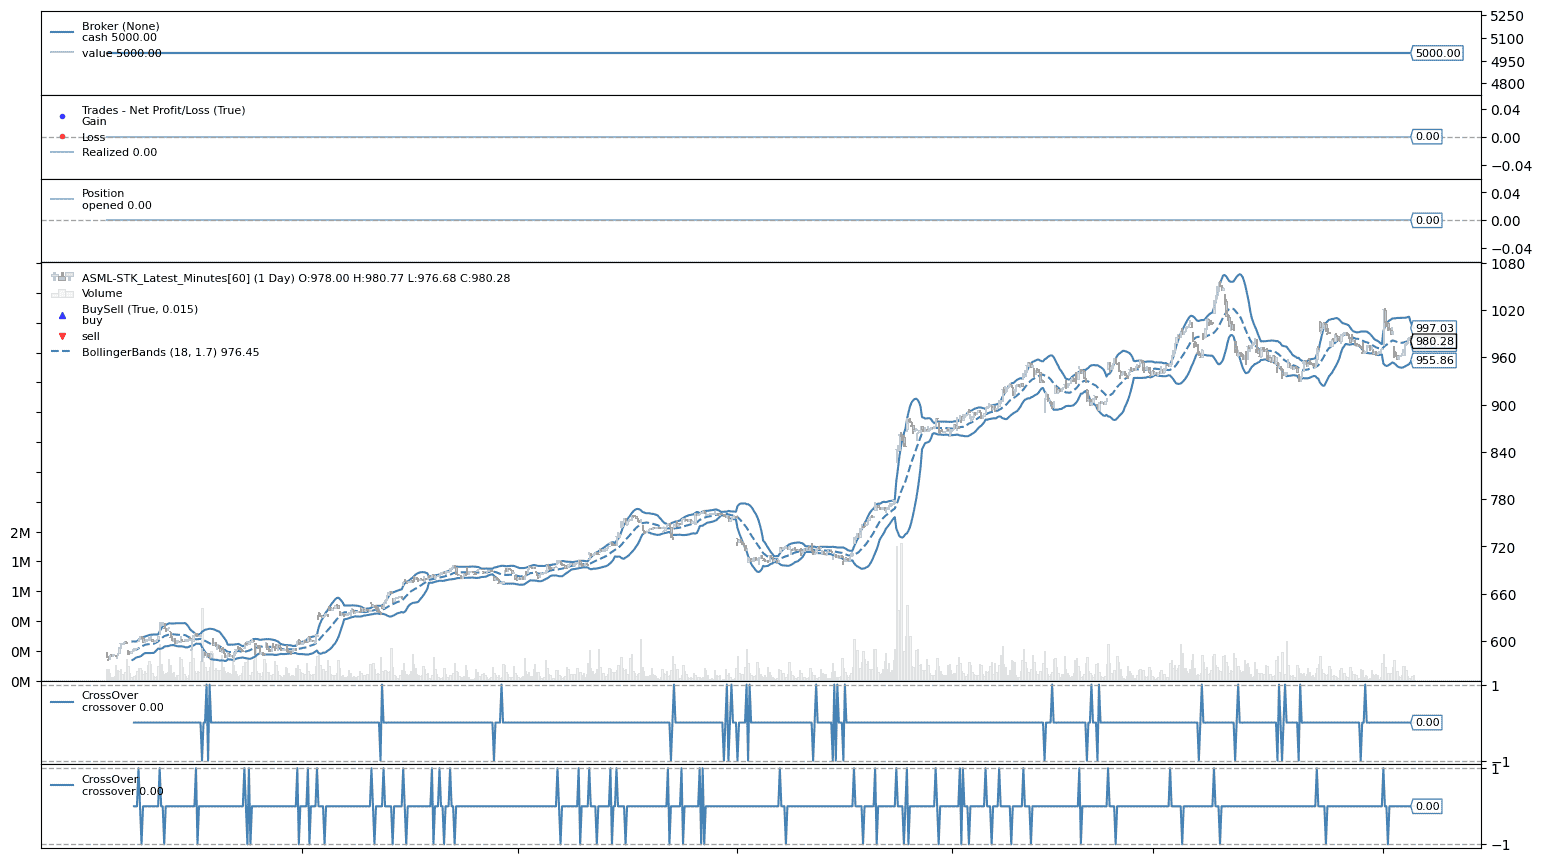 Broker (None)
cash 5000.00
value 5000.00
5250
5100
4950
4800
5000.00
Trades - Net Profit/Loss (True)
Gain
Loss
Realized 0.00
0.04
0.00
−0.04
0.00
Position
opened 0.00
0.04
0.00
−0.04
0.00
ASML-STK_Latest_Minutes[60] (1 Day) O:978.00 H:980.77 L:976.68 C:980.28
Volume
BuySell (True, 0.015)
buy
sell
BollingerBands (18, 1.7) 976.45
1080
1020
960
900
840
780
720
660
600
997.03
980.28
955.86
2M
1M
1M
0M
0M
0M
CrossOver
crossover 0.00
1
−1
0.00
CrossOver
crossover 0.00
1
−1
0.00